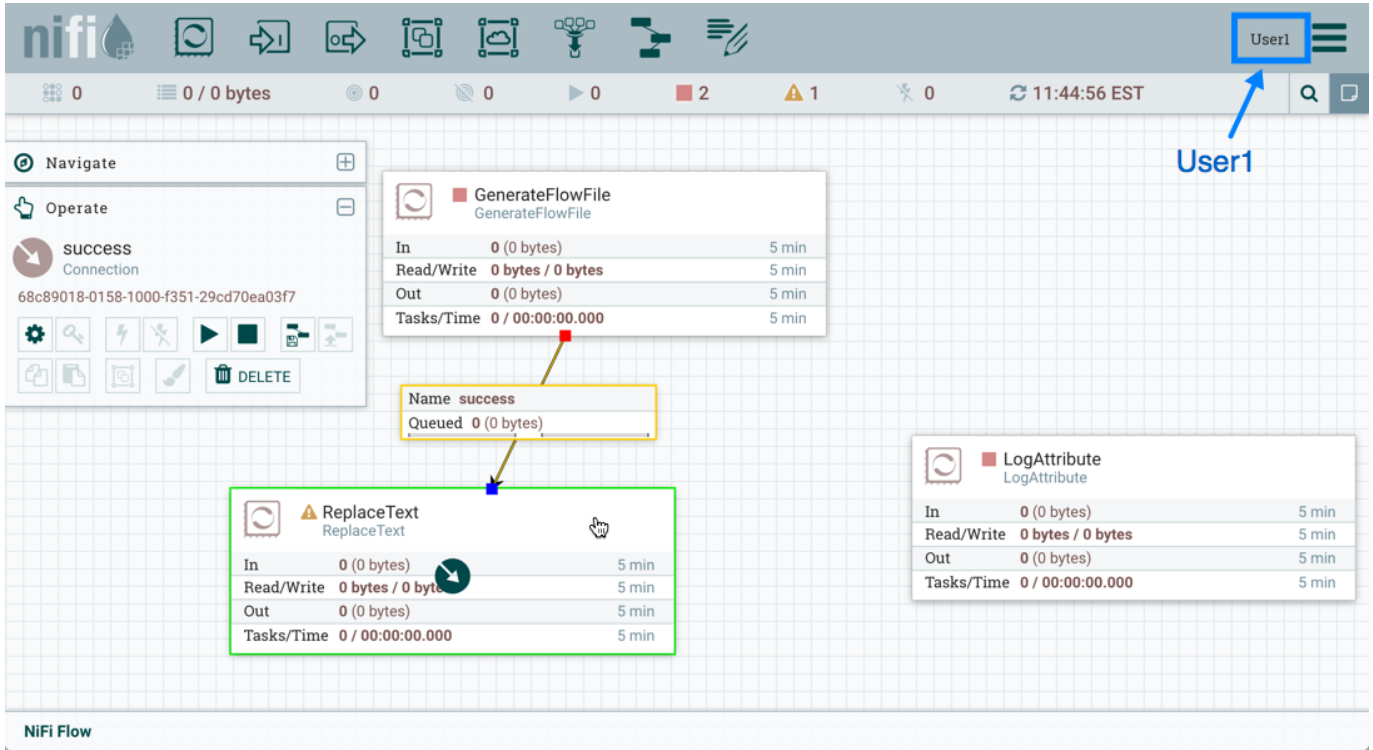 nifi
User1
0
0 / 0 bytes
0
0
0
2
1
0
11:44:56 EST
User1
Navigate
Operate
success
Connection
68c89018-0158-1000-f351-29cd70ea03f7
DELETE
GenerateFlowFile
GenerateFlowFile
In 0 (0 bytes) 5 min
Read/Write 0 bytes / 0 bytes 5 min
Out 0 (0 bytes) 5 min
Tasks/Time 0 / 00:00:00.000 5 min
Name success
Queued 0 (0 bytes)
LogAttribute
LogAttribute
In 0 (0 bytes) 5 min
Read/Write 0 bytes / 0 bytes 5 min
Out 0 (0 bytes) 5 min
Tasks/Time 0 / 00:00:00.000 5 min
ReplaceText
ReplaceText
In 0 (0 bytes) 5 min
Read/Write 0 bytes / 0 byte 5 min
Out 0 (0 bytes) 5 min
Tasks/Time 0 / 00:00:00.000 5 min
NiFi Flow